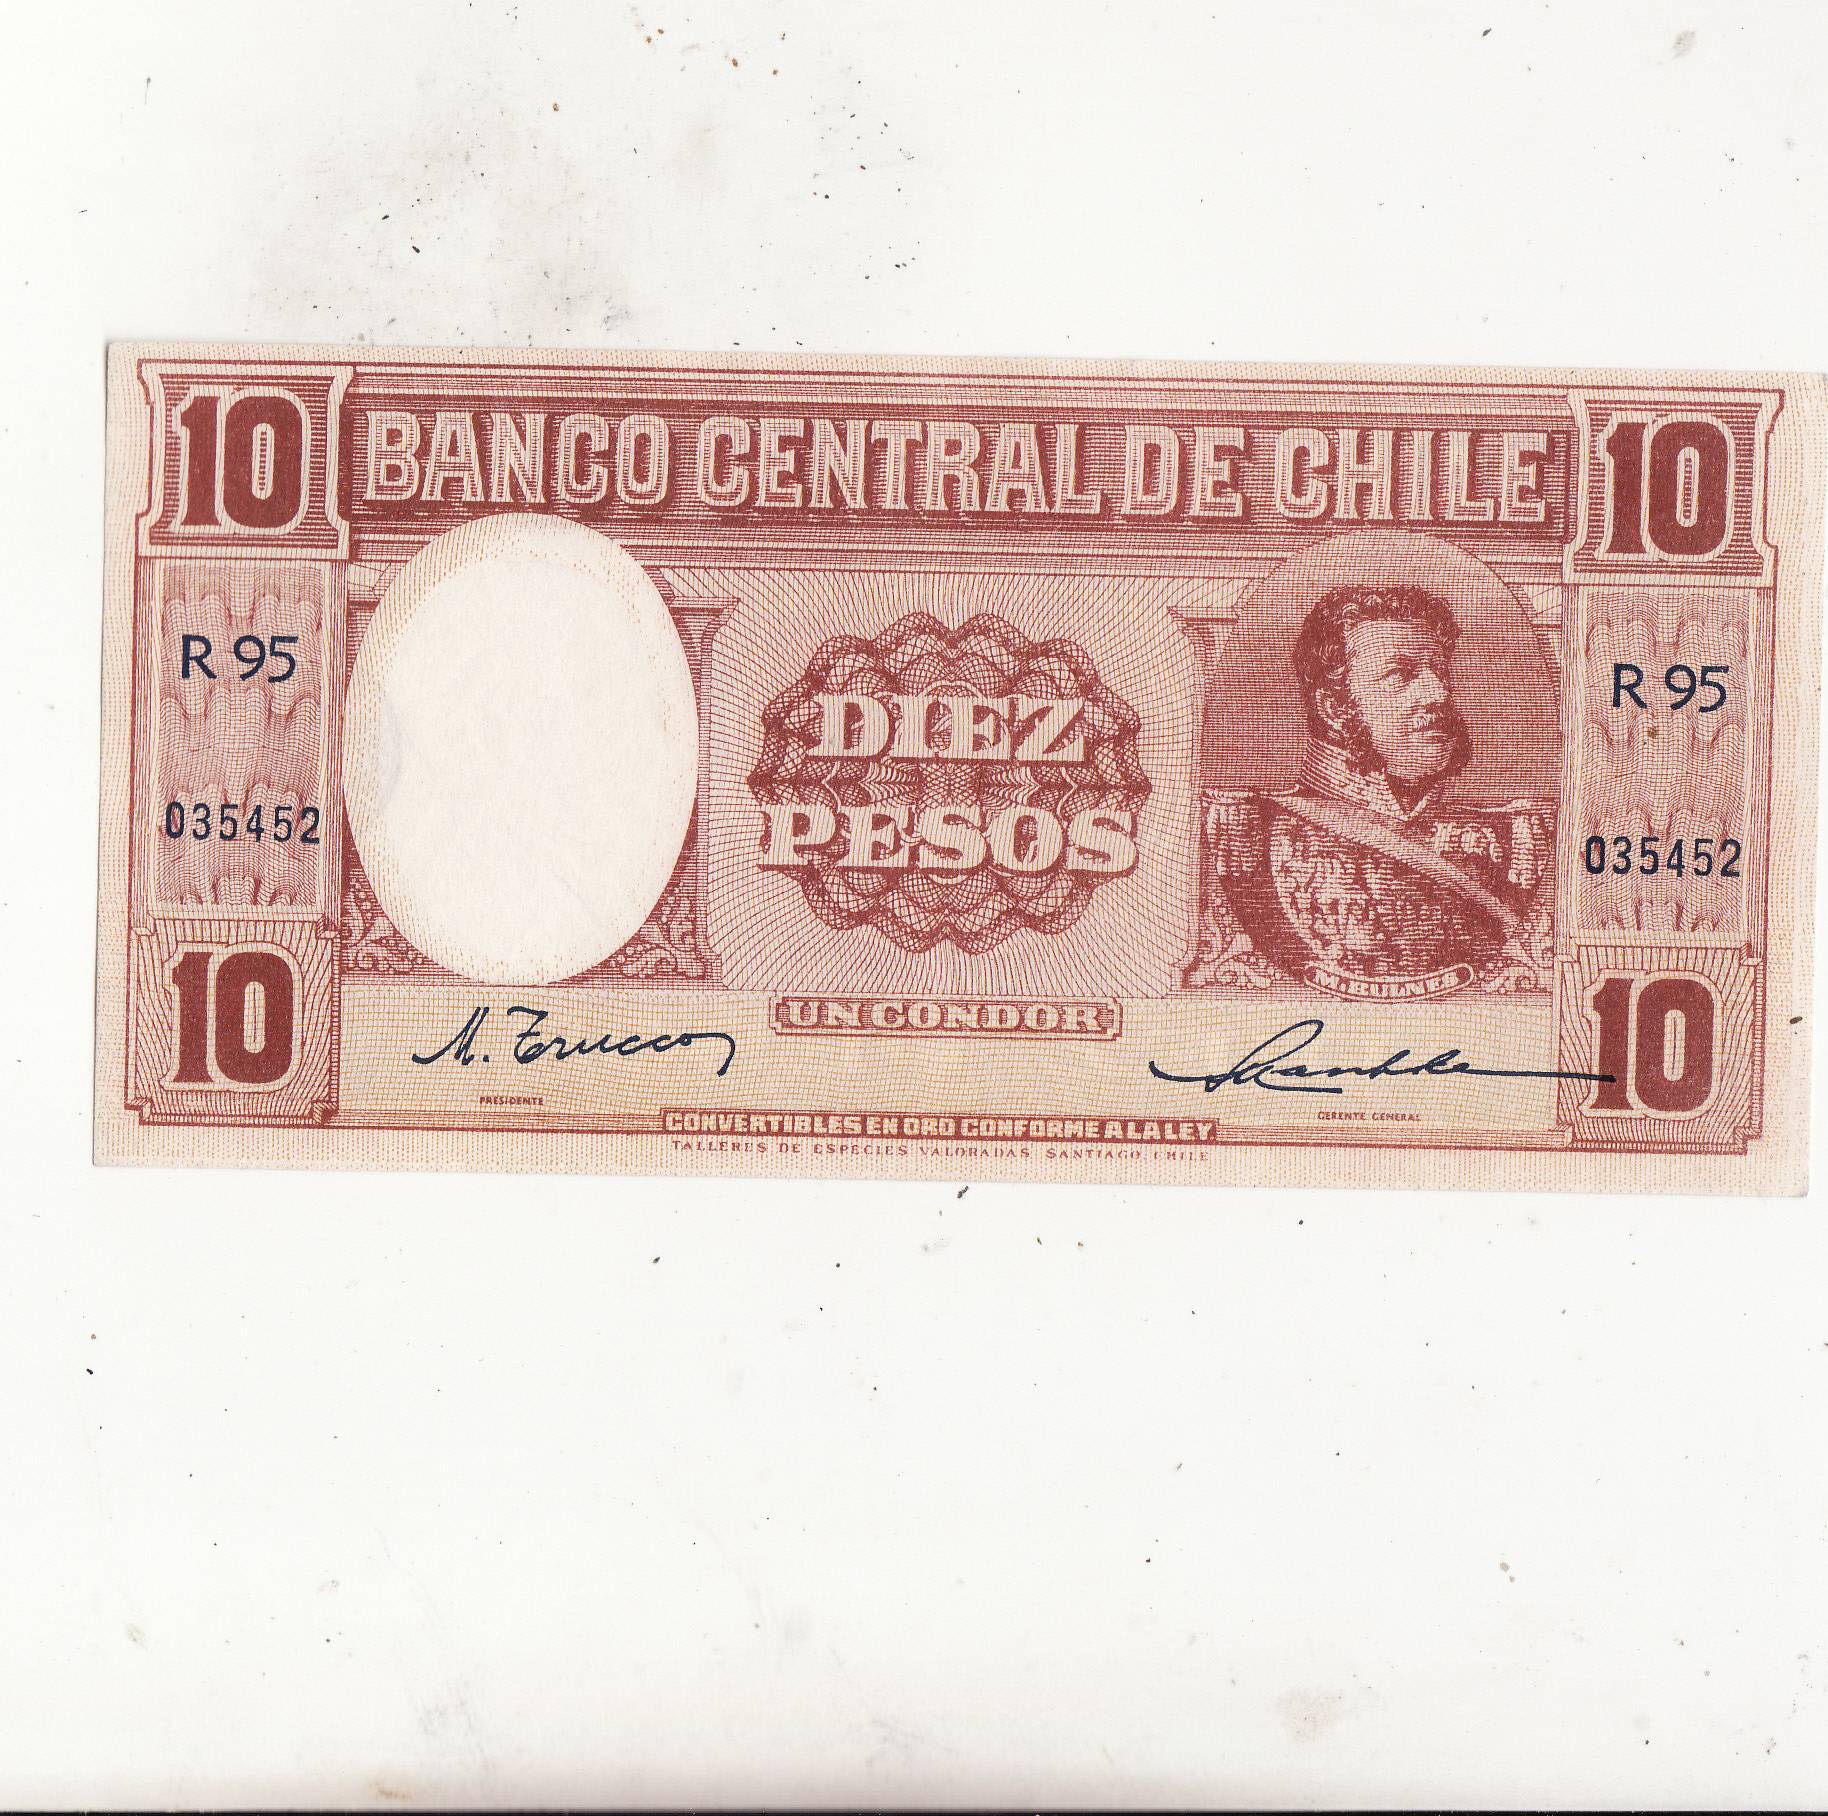 10 BANCO CENTRAL DE CHILE 10
R 95 R 95
DIEZ
PESOS
035452 035452
M. BULNES
10 UN CONDOR 10
M. Trucco
PRESIDENTE GERENTE GENERAL
CONVERTIBLES EN ORO CONFORME A LA LEY
TALLERES DE ESPECIES VALORADAS SANTIAGO CHILE